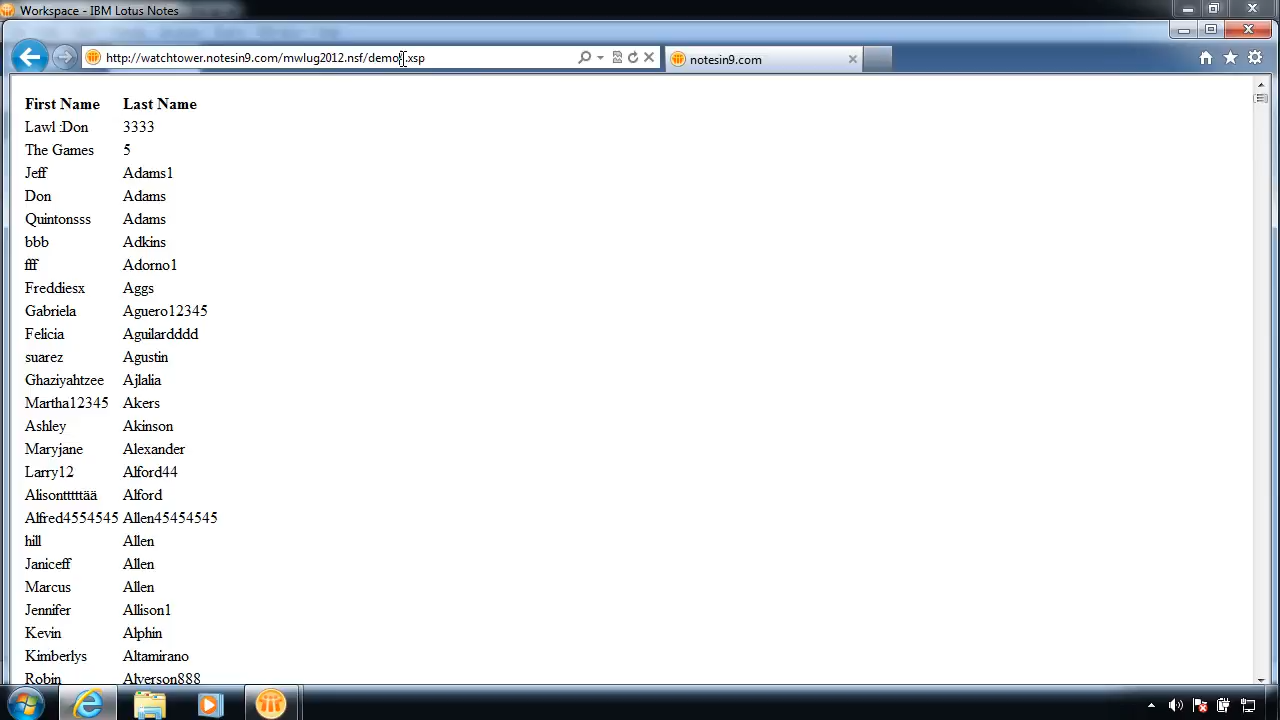 Workspace - IBM Lotus Notes
http://watchtower.notesin9.com/mwlug2012.nsf/demo .xsp
notesin9.com
First Name Last Name
Lawl :Don 3333
The Games 5
Jeff Adams1
Don Adams
Quintonsss Adams
bbb Adkins
fff Adorno1
Freddiesx Aggs
Gabriela Aguero12345
Felicia Aguilardddd
suarez Agustin
Ghaziyahtzee Ajlalia
Martha12345 Akers
Ashley Akinson
Maryjane Alexander
Larry12 Alford44
Alisonttttttää Alford
Alfred4554545 Allen45454545
hill Allen
Janiceff Allen
Marcus Allen
Jennifer Allison1
Kevin Alphin
Kimberlys Altamirano
Robin Alverson888